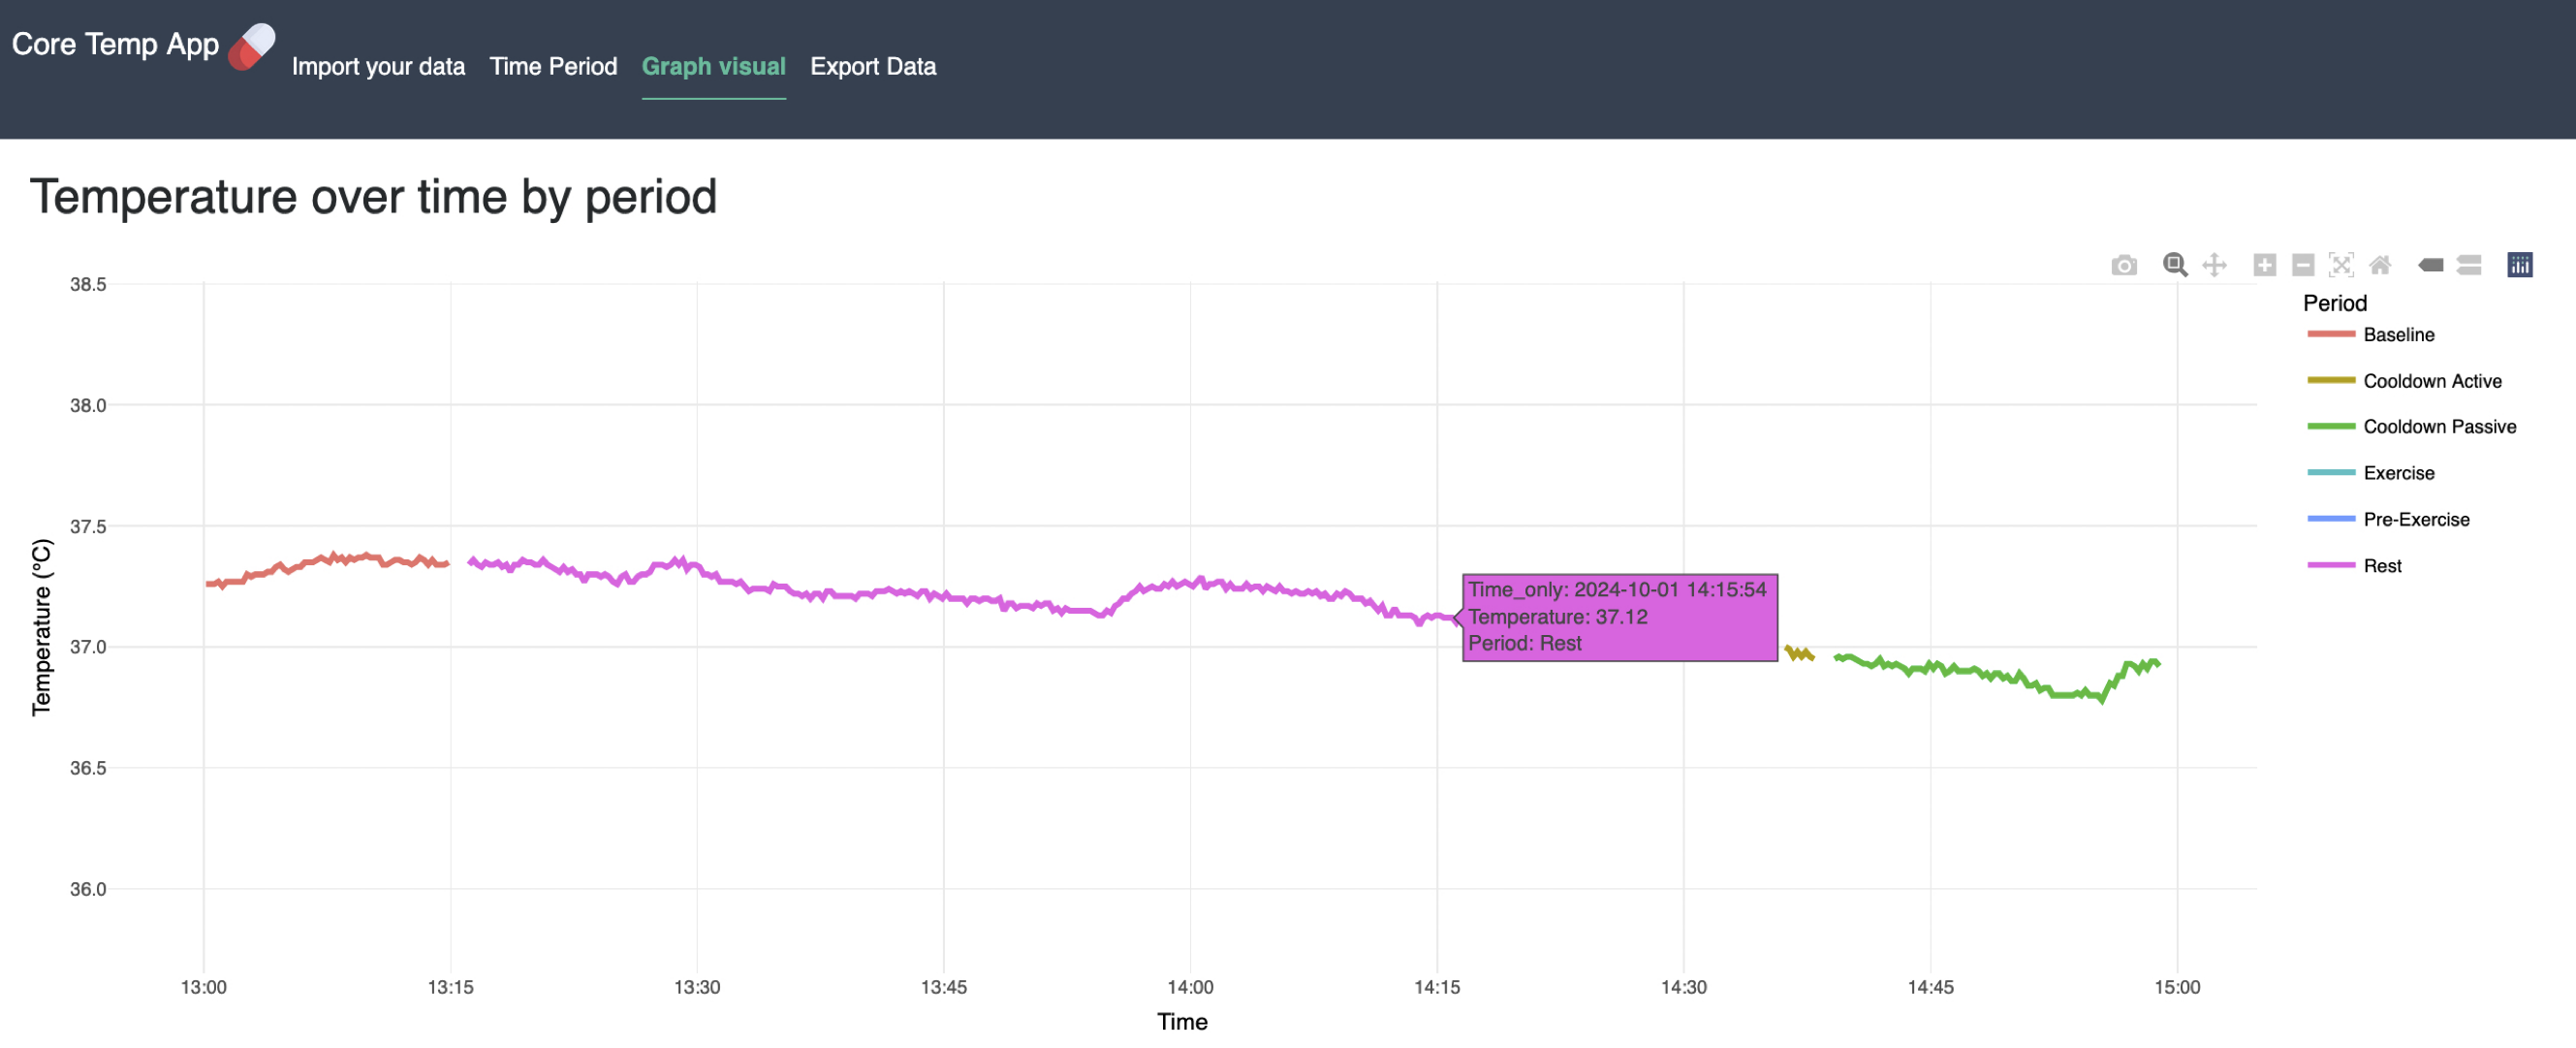 Core Temp App
Import your data Time Period Graph visual Export Data
Temperature over time by period
38.5
38.0
37.5
37.0
36.5
36.0
Temperature (°C)
Time_only: 2024-10-01 14:15:54
Temperature: 37.12
Period: Rest
Period
Baseline
Cooldown Active
Cooldown Passive
Exercise
Pre-Exercise
Rest
13:00 13:15 13:30 13:45 14:00 14:15 14:30 14:45 15:00
Time